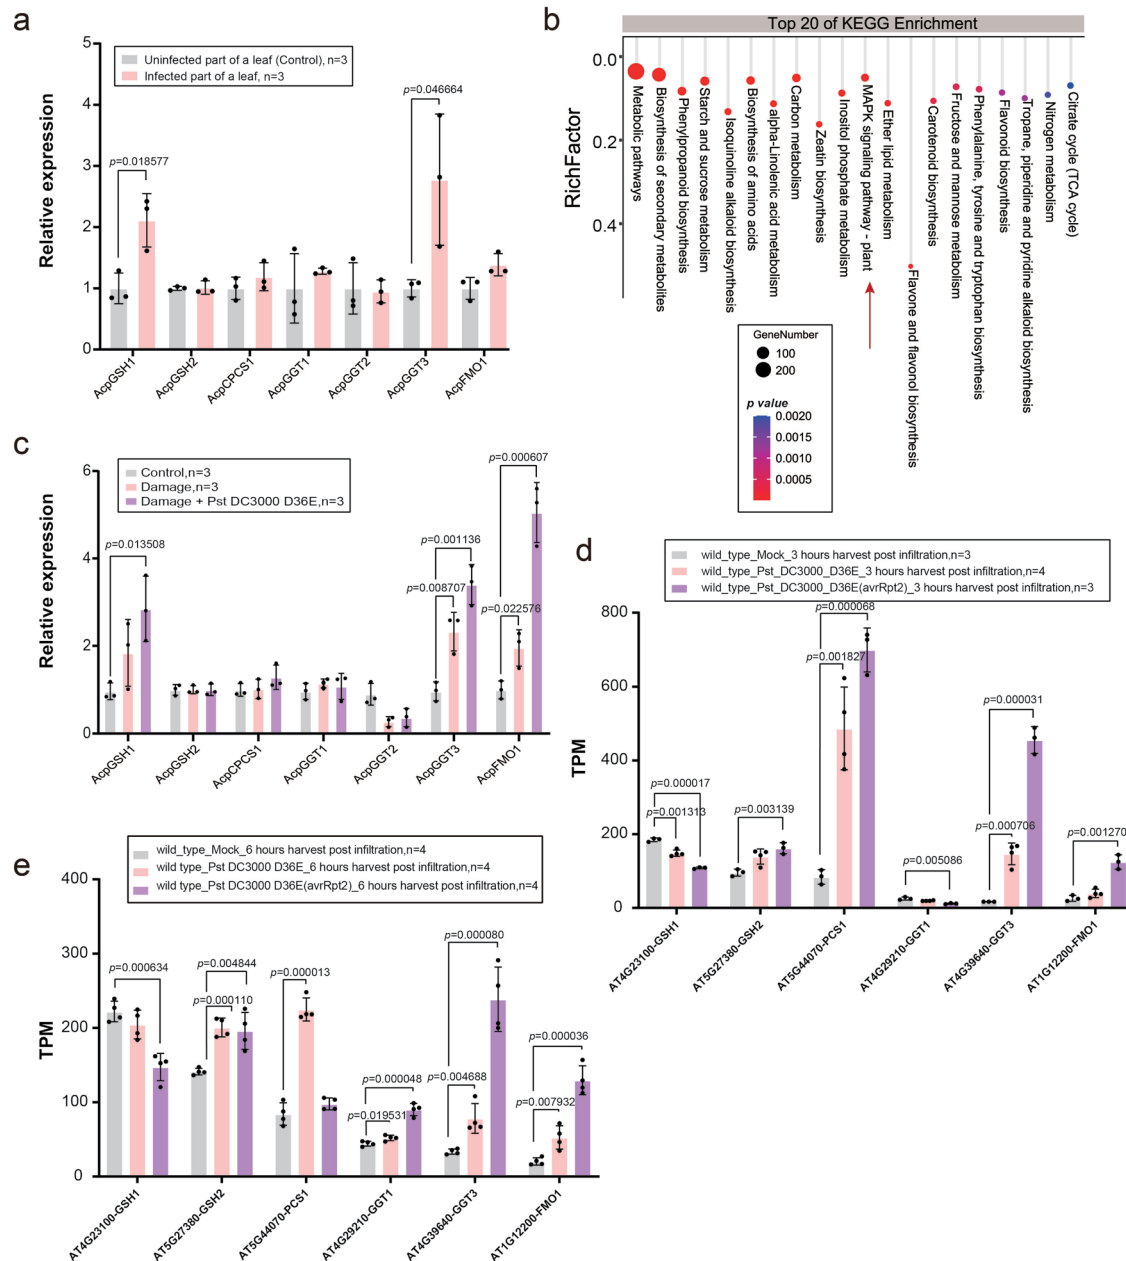 a
Uninfected part of a leaf (Control), n=3
Infected part of a leaf, n=3
Relative expression
5
4
3
2
1
0
p=0.018577
p=0.046664
AcpGSH1
AcpGSH2
AcpCPCS1
AcpGGT1
AcpGGT2
AcpGGT3
AcpFMO1
b
Top 20 of KEGG Enrichment
RichFactor
0.0
0.2
0.4
Metabolic pathways
Biosynthesis of secondary metabolites
Phenylpropanoid biosynthesis
Starch and sucrose metabolism
Isoquinoline alkaloid biosynthesis
Biosynthesis of amino acids
alpha-Linolenic acid metabolism
Carbon metabolism
Zeatin biosynthesis
Inositol phosphate metabolism
MAPK signaling pathway - plant
Ether lipid metabolism
Flavone and flavonol biosynthesis
Carotenoid biosynthesis
Fructose and mannose metabolism
Phenylalanine, tyrosine and tryptophan biosynthesis
Flavonoid biosynthesis
Tropane, piperidine and pyridine alkaloid biosynthesis
Nitrogen metabolism
Citrate cycle (TCA cycle)
GeneNumber
100
200
p value
0.0020
0.0015
0.0010
0.0005
c
Control,n=3
Damage,n=3
Damage + Pst DC3000 D36E,n=3
Relative expression
6
4
2
0
p=0.013508
p=0.001136
p=0.008707
p=0.000607
p=0.022576
AcpGSH1
AcpGSH2
AcpCPCS1
AcpGGT1
AcpGGT2
AcpGGT3
AcpFMO1
d
wild_type_Mock_3 hours harvest post infiltration,n=3
wild_type_Pst_DC3000_D36E_3 hours harvest post infiltration,n=4
wild_type_Pst_DC3000_D36E(avrRpt2)_3 hours harvest post infiltration,n=3
TPM
800
600
400
200
0
p=0.000017
p=0.001313
p=0.003139
p=0.000068
p=0.001827
p=0.005086
p=0.000031
p=0.000706
p=0.001270
AT4G23100-GSH1
AT5G27380-GSH2
AT5G44070-PCS1
AT4G29210-GGT1
AT4G39640-GGT3
AT1G12200-FMO1
e
wild_type_Mock_6 hours harvest post infiltration,n=4
wild type_Pst DC3000 D36E_6 hours harvest post infiltration,n=4
wild type_Pst DC3000 D36E(avrRpt2)_6 hours harvest post infiltration,n=4
TPM
400
300
200
100
0
p=0.000634
p=0.004844
p=0.000110
p=0.000013
p=0.000048
p=0.019531
p=0.000080
p=0.004688
p=0.000036
p=0.007932
AT4G23100-GSH1
AT5G27380-GSH2
AT5G44070-PCS1
AT4G29210-GGT1
AT4G39640-GGT3
AT1G12200-FMO1